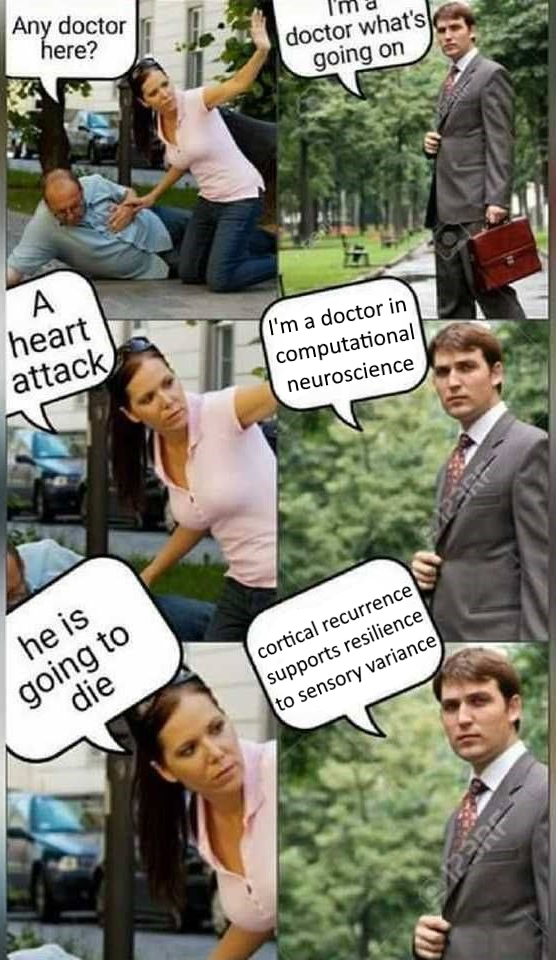 Any doctor
here?
I'm a
doctor what's
going on
A
heart
attack
I'm a doctor in
computational
neuroscience
he is
going to
die
cortical recurrence
supports resilience
to sensory variance